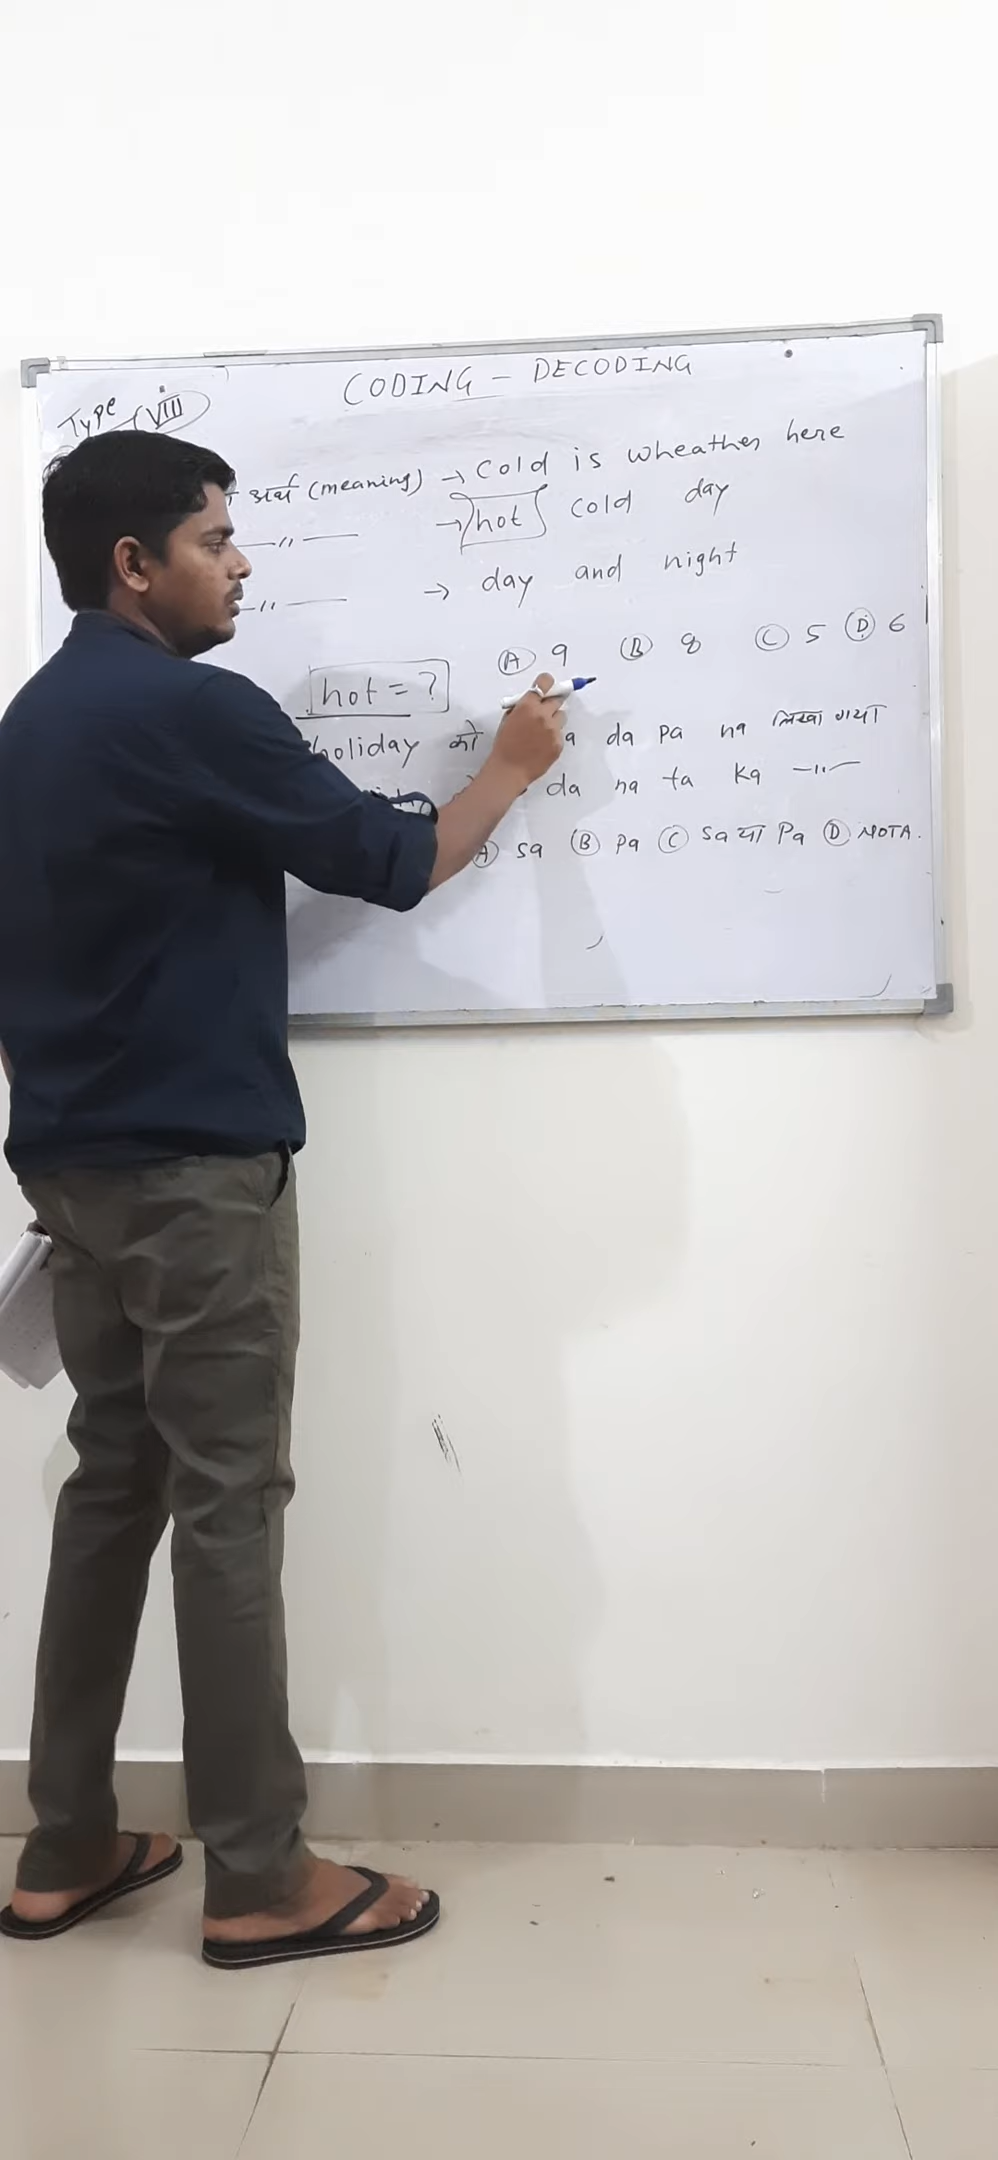 CODING - DECODING
Type VIII
अर्थ (meaning) → Cold is wheather here
—〃— → hot cold day
—〃— → day and night
hot = ? (A) 9 (B) 8 (C) 5 (D) 6
holiday को da pa na लिखा गया
da na ta ka —〃—
(A) sa (B) pa (C) sa या Pa (D) NOTA.